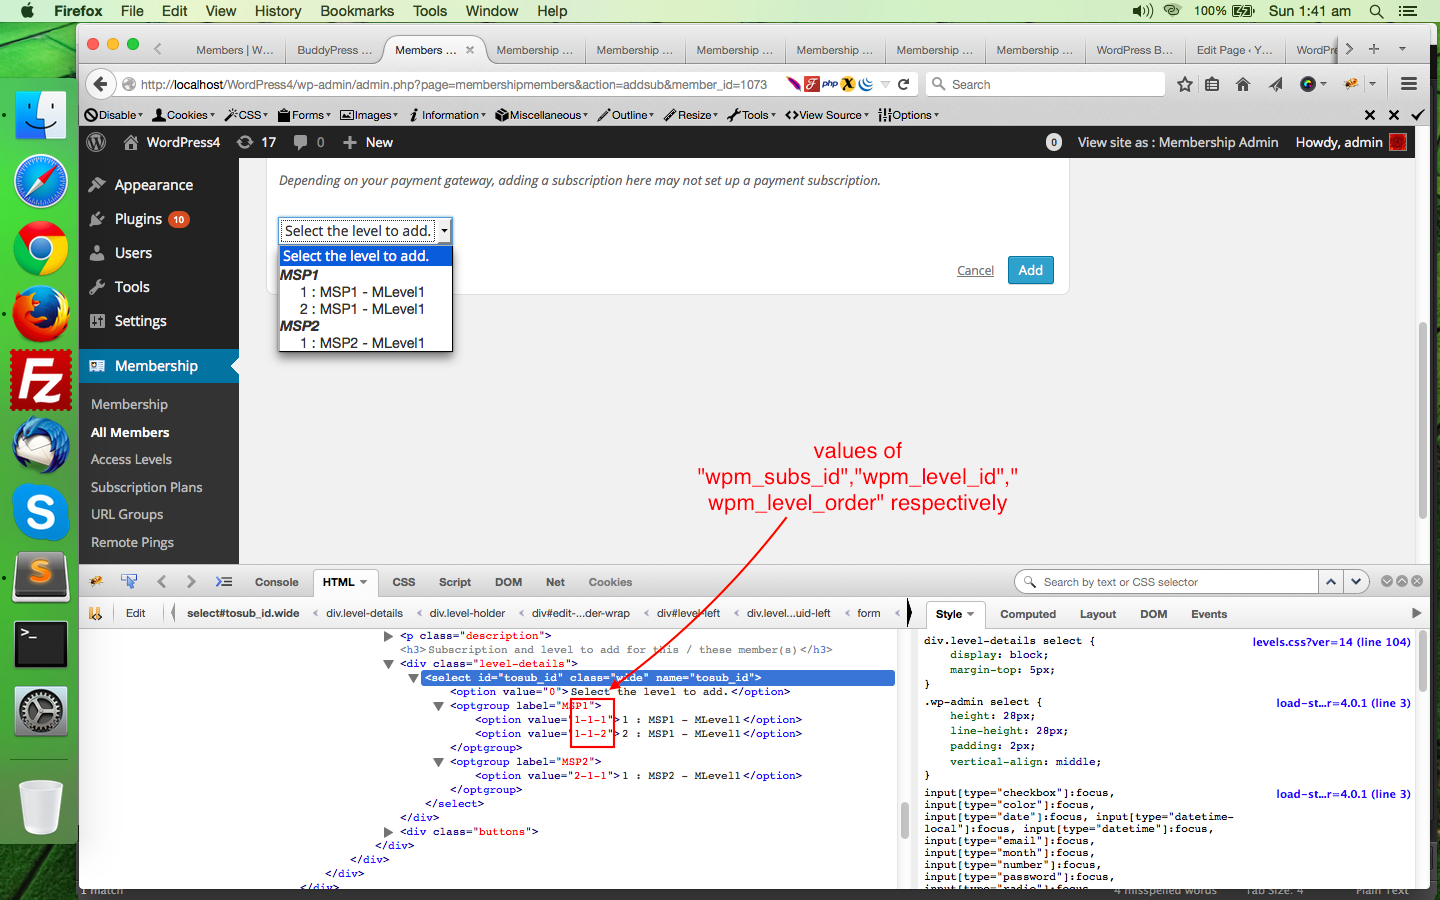 Firefox File Edit View History Bookmarks Tools Window Help 100% Sun 1:41 am
Members | W... BuddyPress ... Members ... Membership ... Membership ... Membership ... Membership ... Membership ... Membership ... WordPress B... Edit Page ‹ Y... WordPre
http://localhost/WordPress4/wp-admin/admin.php?page=membershipmembers&action=addsub&member_id=1073 php Search
Disable Cookies CSS Forms Images Information Miscellaneous Outline Resize Tools View Source Options
WordPress4 17 0 New 0 View site as : Membership Admin Howdy, admin
Appearance
Plugins 10
Users
Tools
Settings
Membership
Membership
All Members
Access Levels
Subscription Plans
URL Groups
Remote Pings
Depending on your payment gateway, adding a subscription here may not set up a payment subscription.
Select the level to add.
Select the level to add.
MSP1
1 : MSP1 - MLevel1
2 : MSP1 - MLevel1
MSP2
1 : MSP2 - MLevel1
Cancel Add
values of
"wpm_subs_id","wpm_level_id","
wpm_level_order" respectively
Console HTML CSS Script DOM Net Cookies Search by text or CSS selector
Edit select#tosub_id.wide < div.level-details < div.level-holder < div#edit-...der-wrap < div#level-left < div.level...uid-left < form
<p class="description">
<h3>Subscription and level to add for this / these member(s)</h3>
<div class="level-details">
<select id="tosub_id" class="wide" name="tosub_id">
<option value="0">Select the level to add.</option>
<optgroup label="MSP1">
<option value="1-1-1">1 : MSP1 - MLevel1</option>
<option value="1-1-2">2 : MSP1 - MLevel1</option>
</optgroup>
<optgroup label="MSP2">
<option value="2-1-1">1 : MSP2 - MLevel1</option>
</optgroup>
</select>
</div>
<div class="buttons">
</div>
</div>
</div>
</div>
Style Computed Layout DOM Events
div.level-details select { levels.css?ver=14 (line 104)
display: block;
margin-top: 5px;
}
.wp-admin select { load-st...r=4.0.1 (line 3)
height: 28px;
line-height: 28px;
padding: 2px;
vertical-align: middle;
}
input[type="checkbox"]:focus, load-st...r=4.0.1 (line 3)
input[type="color"]:focus,
input[type="date"]:focus, input[type="datetime-
local"]:focus, input[type="datetime"]:focus,
input[type="email"]:focus,
input[type="month"]:focus,
input[type="number"]:focus,
input[type="password"]:focus,
input[type="radio"]:focus,
1 match 4 misspelled words Tab Size: 4 Plain Text